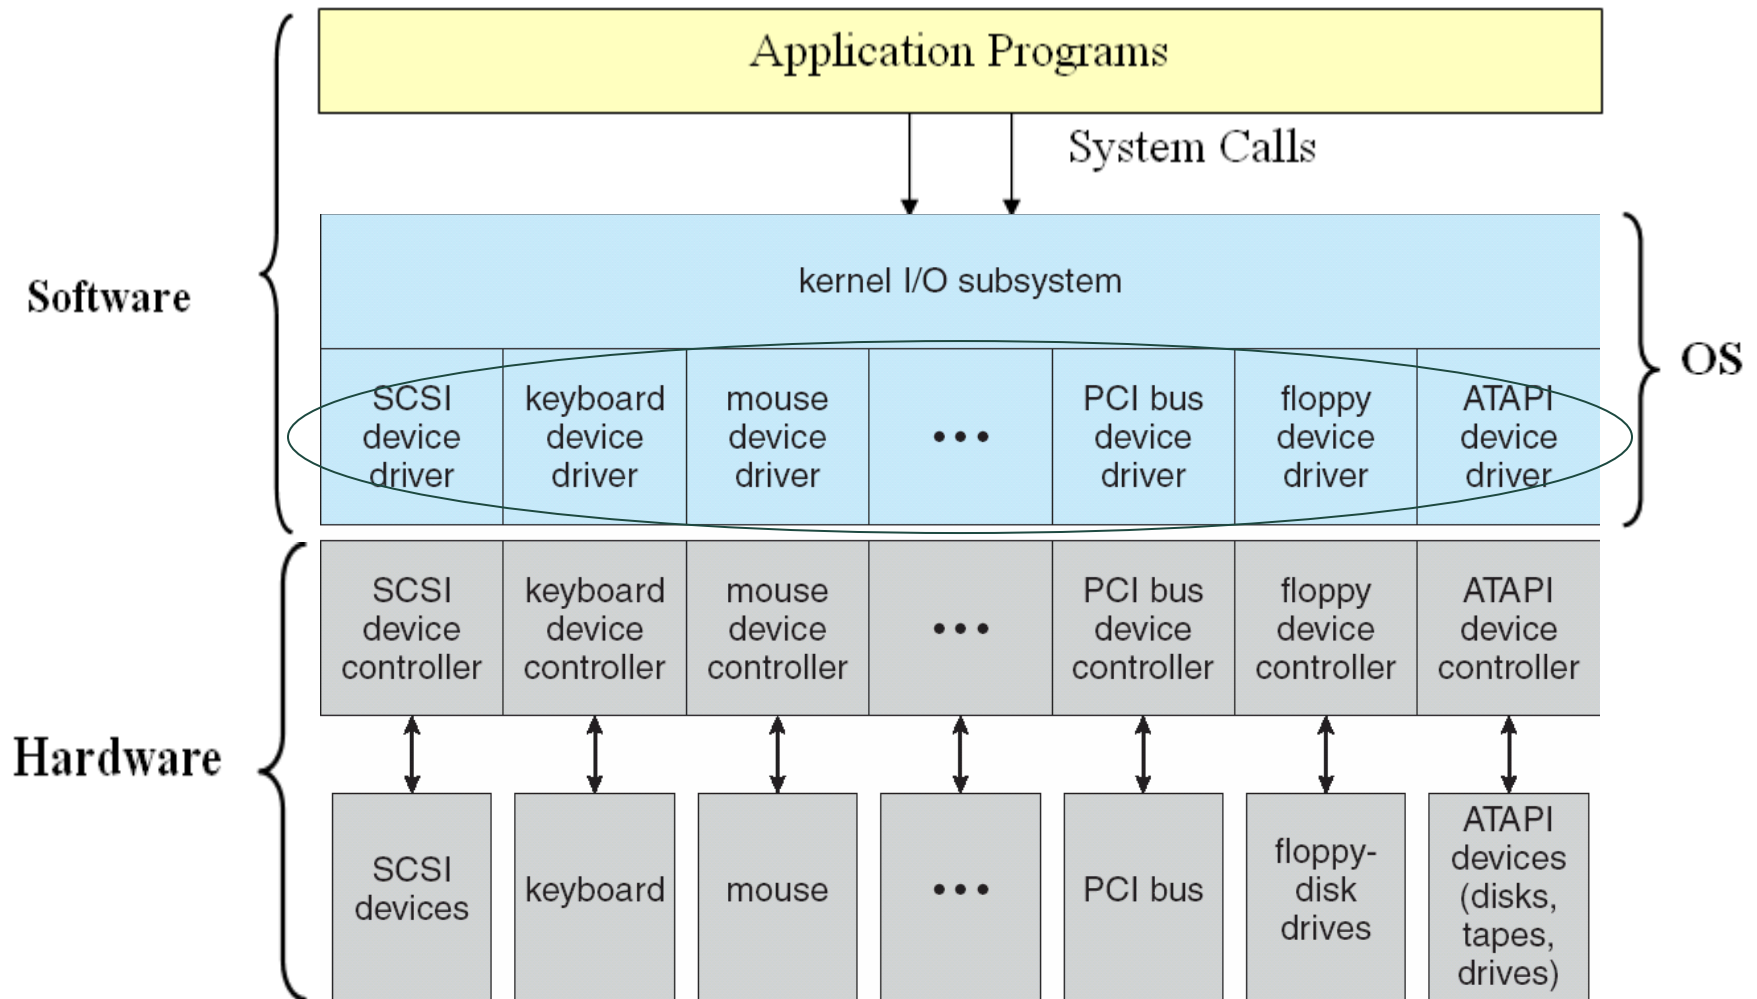 Application Programs
System Calls
Software
kernel I/O subsystem
OS
SCSI
device
driver
keyboard
device
driver
mouse
device
driver
•••
PCI bus
device
driver
floppy
device
driver
ATAPI
device
driver
Hardware
SCSI
device
controller
keyboard
device
controller
mouse
device
controller
•••
PCI bus
device
controller
floppy
device
controller
ATAPI
device
controller
SCSI
devices
keyboard
mouse
•••
PCI bus
floppy-
disk
drives
ATAPI
devices
(disks,
tapes,
drives)